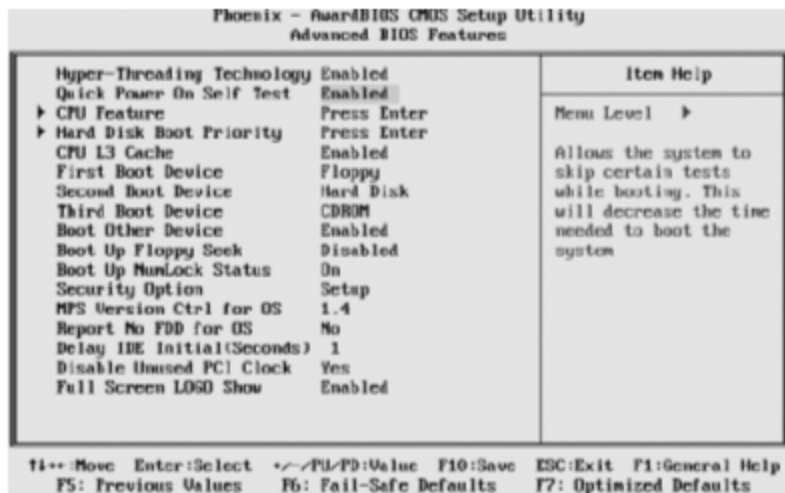 Phoenix - AwardBIOS CMOS Setup Utility
Advanced BIOS Features
Hyper-Threading Technology Enabled
Quick Power On Self Test Enabled
▶ CPU Feature Press Enter
▶ Hard Disk Boot Priority Press Enter
CPU L3 Cache Enabled
First Boot Device Floppy
Second Boot Device Hard Disk
Third Boot Device CDROM
Boot Other Device Enabled
Boot Up Floppy Seek Disabled
Boot Up NumLock Status On
Security Option Setup
MPS Version Ctrl for OS 1.4
Report No FDD for OS No
Delay IDE Initial(Seconds) 1
Disable Unused PCI Clock Yes
Full Screen LOGO Show Enabled
Item Help
Menu Level ▶
Allows the system to
skip certain tests
while booting. This
will decrease the time
needed to boot the
system
↑↓→←:Move Enter:Select +/-/PU/PD:Value F10:Save ESC:Exit F1:General Help
F5: Previous Values F6: Fail-Safe Defaults F7: Optimized Defaults